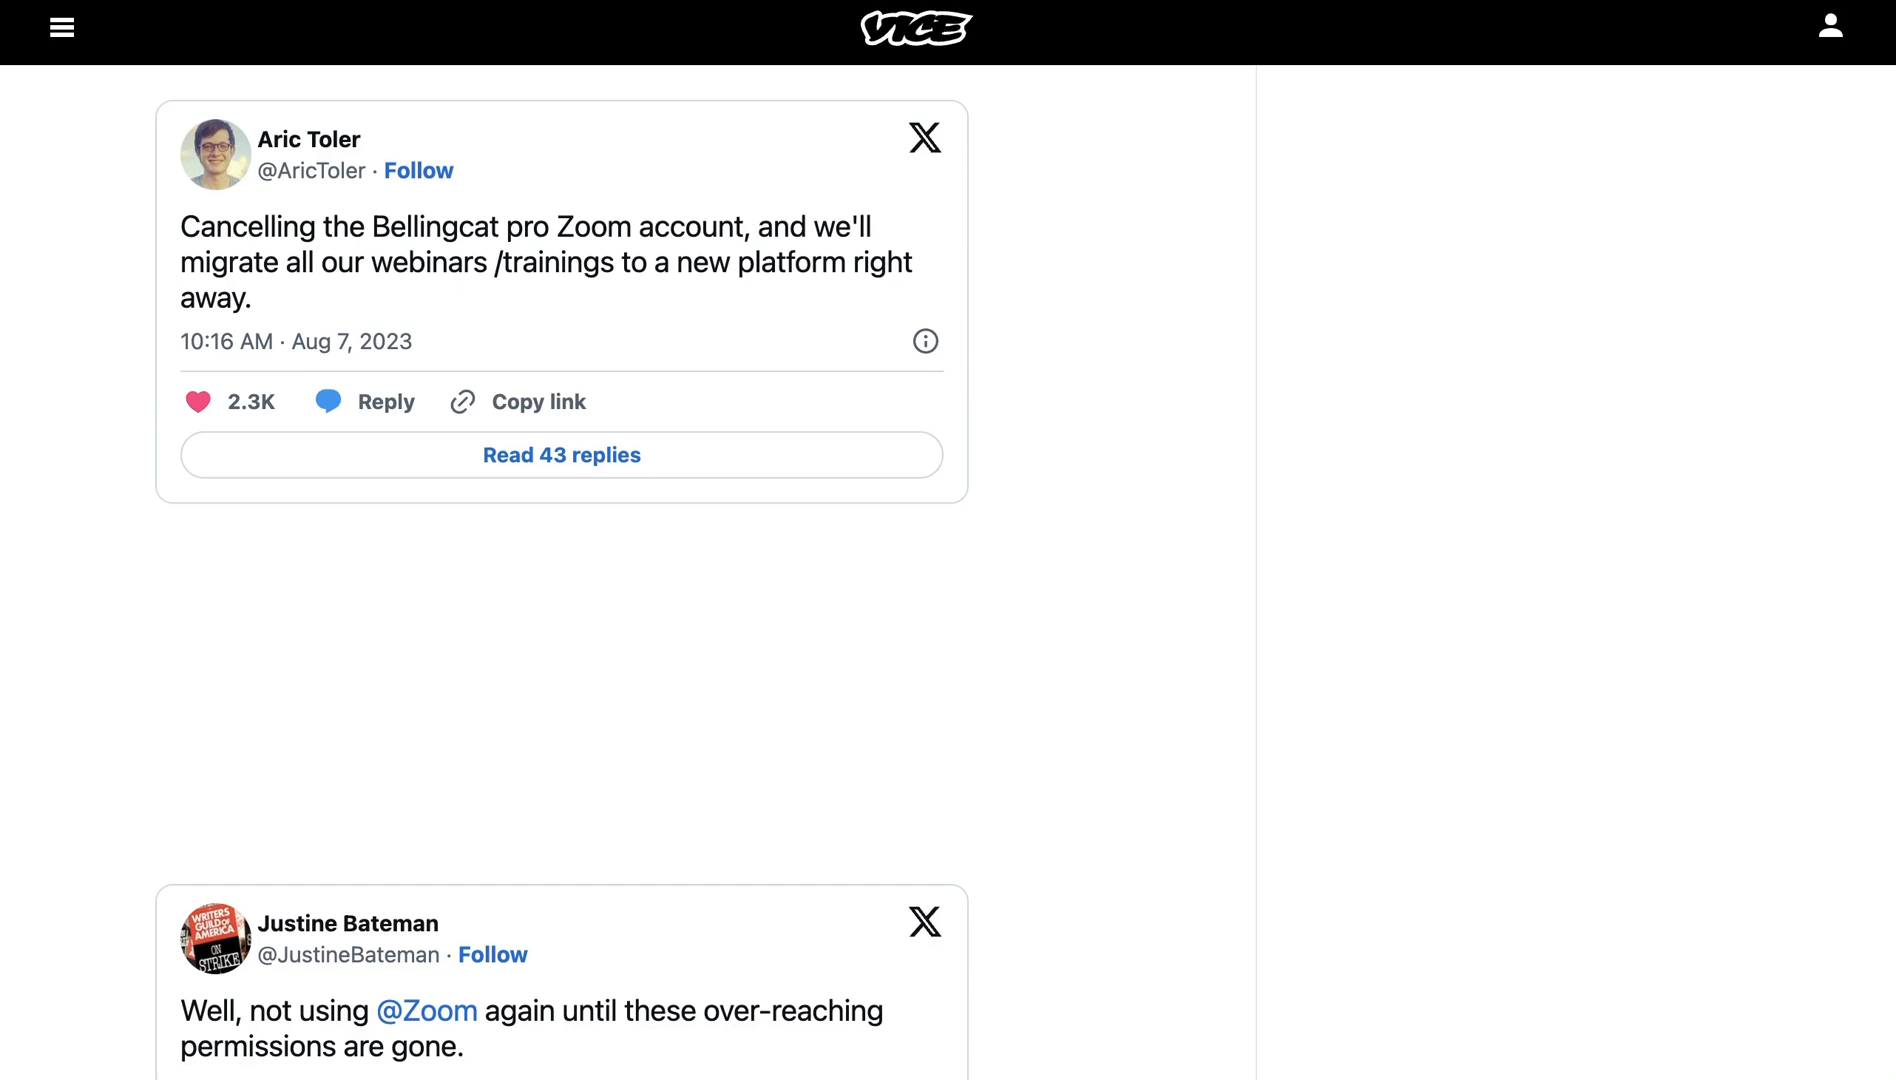 VICE
Aric Toler
@AricToler · Follow
Cancelling the Bellingcat pro Zoom account, and we'll
migrate all our webinars /trainings to a new platform right
away.
10:16 AM · Aug 7, 2023
2.3K Reply Copy link
Read 43 replies
WRITERS
GUILD OF
AMERICA
ON
STRIKE
Justine Bateman
@JustineBateman · Follow
Well, not using @Zoom again until these over-reaching
permissions are gone.